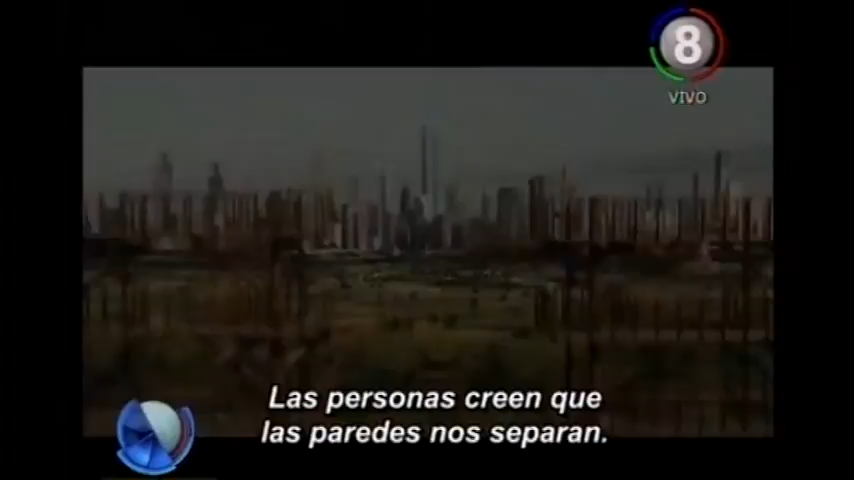 8
VIVO
Las personas creen que
las paredes nos separan.